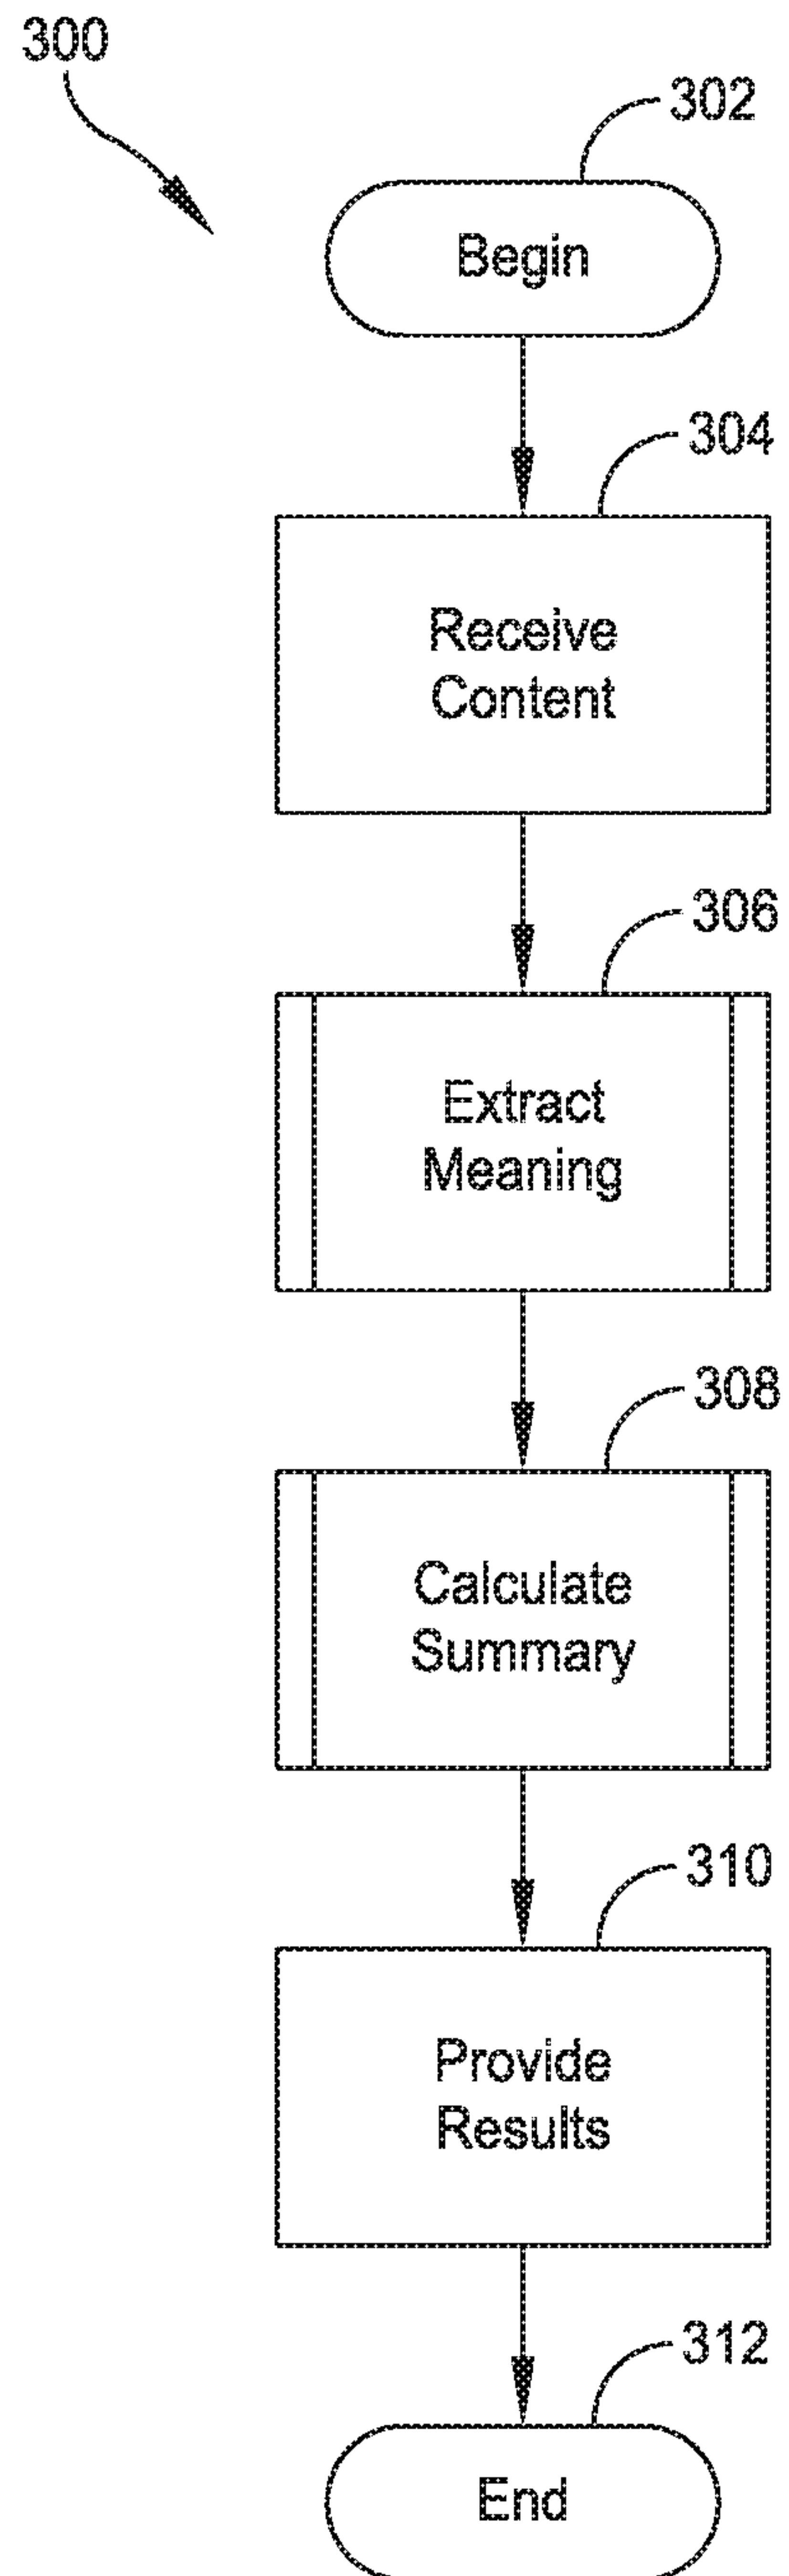 300
302
Begin
304
Receive
Content
306
Extract
Meaning
308
Calculate
Summary
310
Provide
Results
312
End